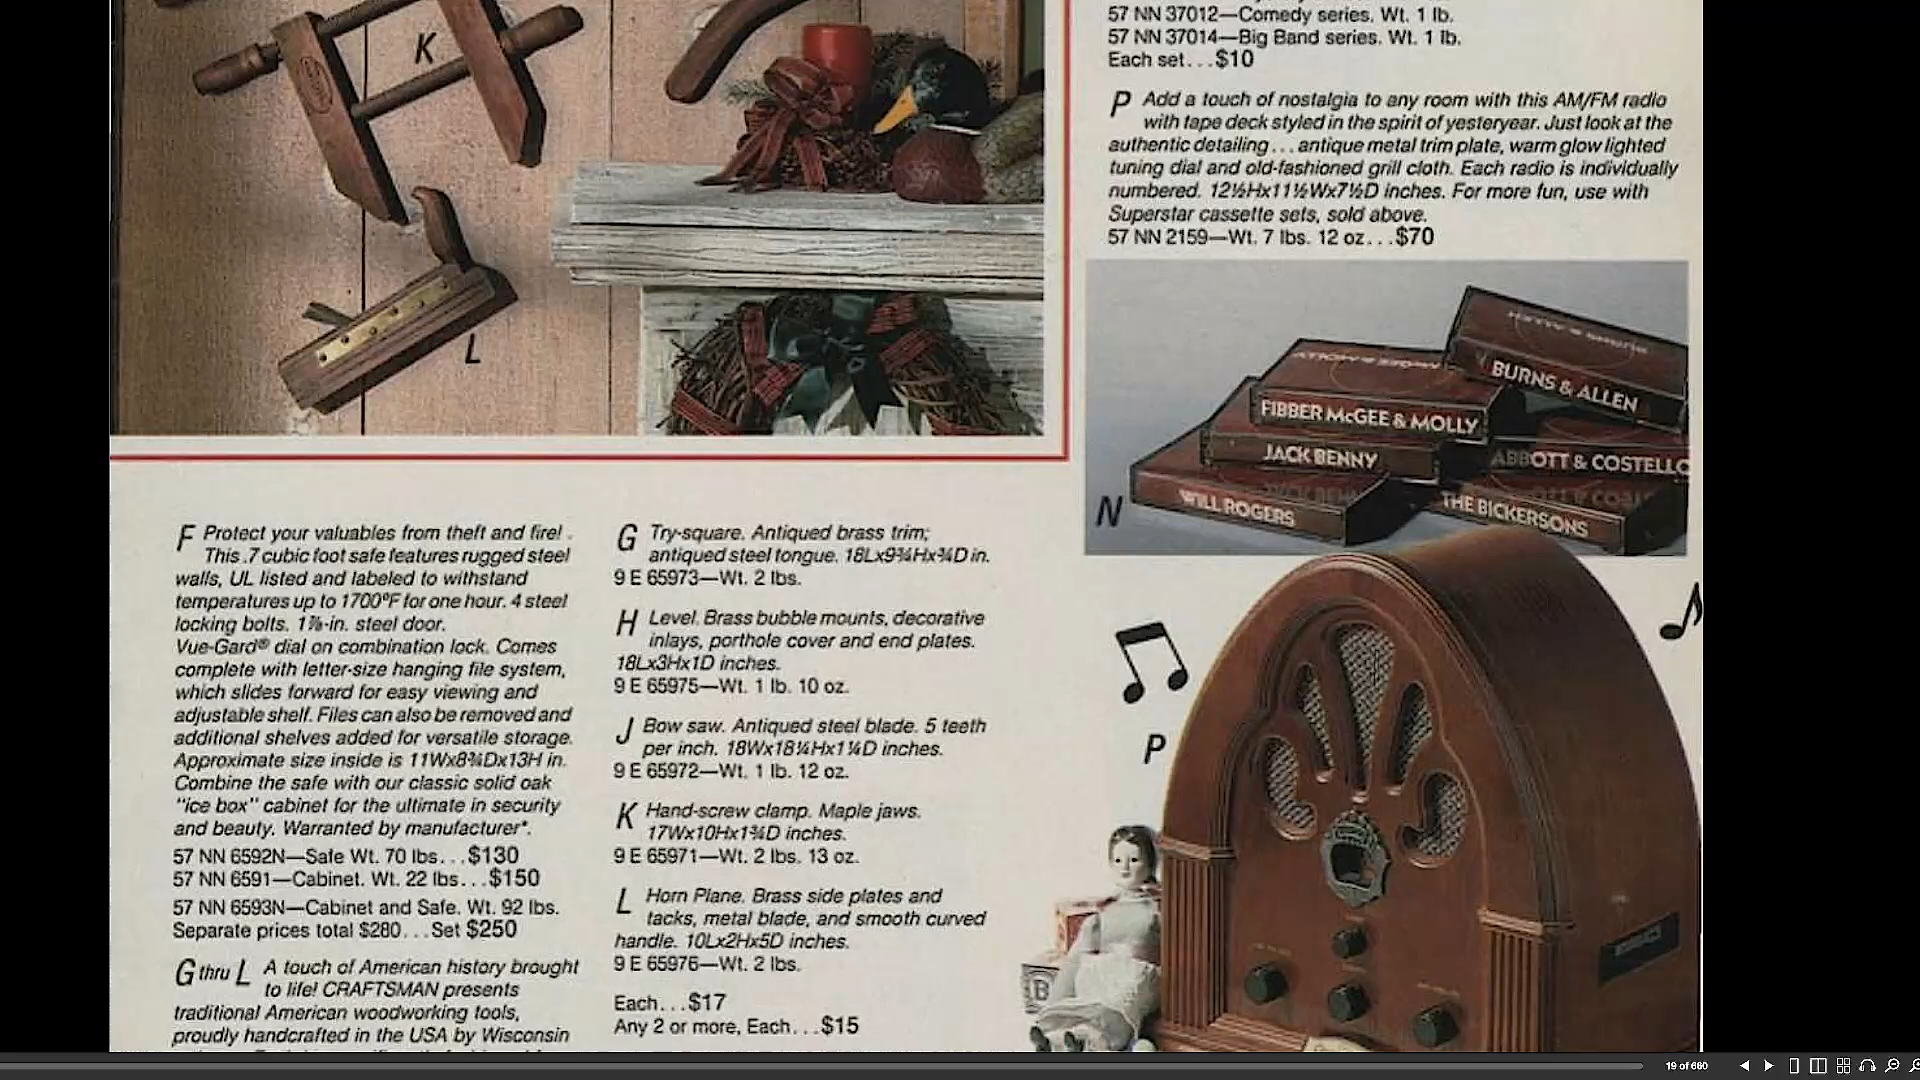 K
L
57 NN 37012—Comedy series. Wt. 1 lb.
57 NN 37014—Big Band series. Wt. 1 lb.
Each set...$10
P Add a touch of nostalgia to any room with this AM/FM radio
with tape deck styled in the spirit of yesteryear. Just look at the
authentic detailing...antique metal trim plate, warm glow lighted
tuning dial and old-fashioned grill cloth. Each radio is individually
numbered. 12½Hx11½Wx7½D inches. For more fun, use with
Superstar cassette sets, sold above.
57 NN 2159—Wt. 7 lbs. 12 oz...$70
BURNS & ALLEN
FIBBER McGEE & MOLLY
JACK BENNY
ABBOTT & COSTELLO
WILL ROGERS
THE BICKERSONS
N
P
F Protect your valuables from theft and fire!
This .7 cubic foot safe features rugged steel
walls, UL listed and labeled to withstand
temperatures up to 1700°F for one hour. 4 steel
locking bolts. 1⅞-in. steel door.
Vue-Gard® dial on combination lock. Comes
complete with letter-size hanging file system,
which slides forward for easy viewing and
adjustable shelf. Files can also be removed and
additional shelves added for versatile storage.
Approximate size inside is 11Wx8¾Dx13H in.
Combine the safe with our classic solid oak
"ice box" cabinet for the ultimate in security
and beauty. Warranted by manufacturer*.
57 NN 6592N—Safe Wt. 70 lbs...$130
57 NN 6591—Cabinet. Wt. 22 lbs...$150
57 NN 6593N—Cabinet and Safe. Wt. 92 lbs.
Separate prices total $280...Set $250
G thru L A touch of American history brought
to life! CRAFTSMAN presents
traditional American woodworking tools,
proudly handcrafted in the USA by Wisconsin
G Try-square. Antiqued brass trim;
antiqued steel tongue. 18Lx9¾Hx¾D in.
9 E 65973—Wt. 2 lbs.
H Level. Brass bubble mounts, decorative
inlays, porthole cover and end plates.
18Lx3Hx1D inches.
9 E 65975—Wt. 1 lb. 10 oz.
J Bow saw. Antiqued steel blade. 5 teeth
per inch. 18Wx18¼Hx1¼D inches.
9 E 65972—Wt. 1 lb. 12 oz.
K Hand-screw clamp. Maple jaws.
17Wx10Hx1¾D inches.
9 E 65971—Wt. 2 lbs. 13 oz.
L Horn Plane. Brass side plates and
tacks, metal blade, and smooth curved
handle. 10Lx2Hx5D inches.
9 E 65976—Wt. 2 lbs.
Each...$17
Any 2 or more, Each...$15
B
19 of 660